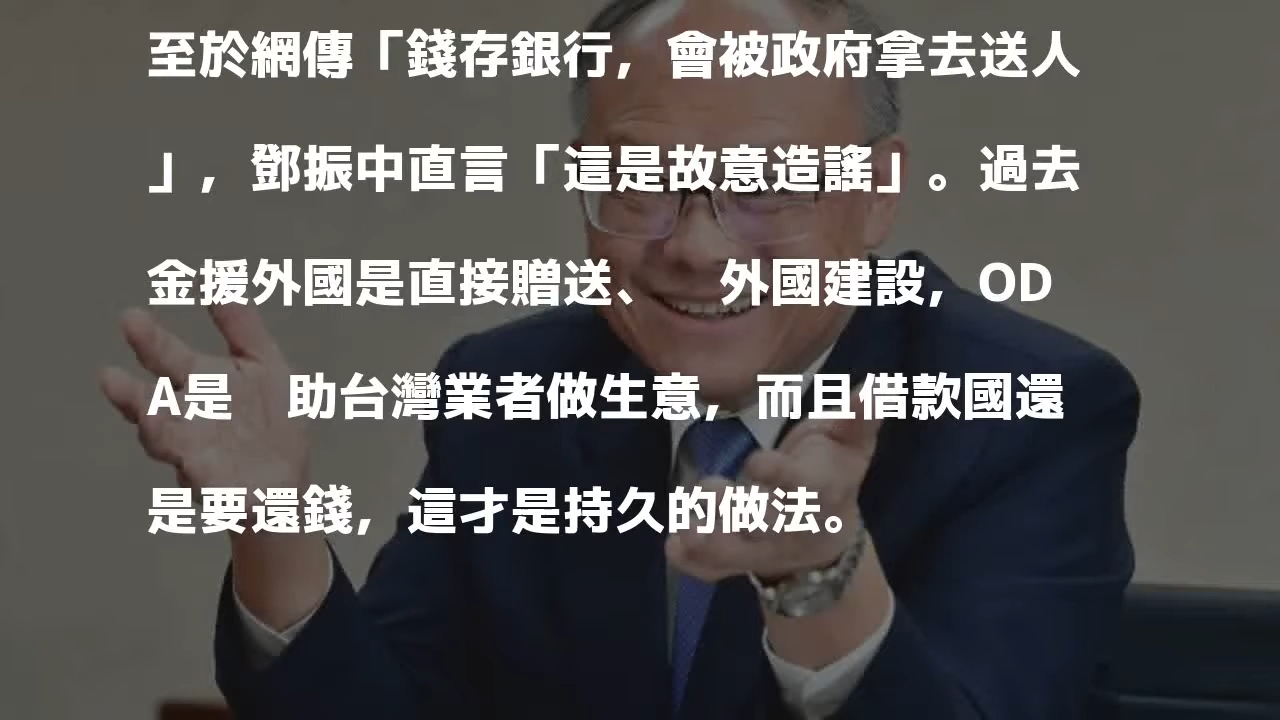 至於網傳「錢存銀行，會被政府拿去送人
」，鄧振中直言「這是故意造謠」。過去
金援外國是直接贈送、　外國建設，OD
A是　助台灣業者做生意，而且借款國還
是要還錢，這才是持久的做法。